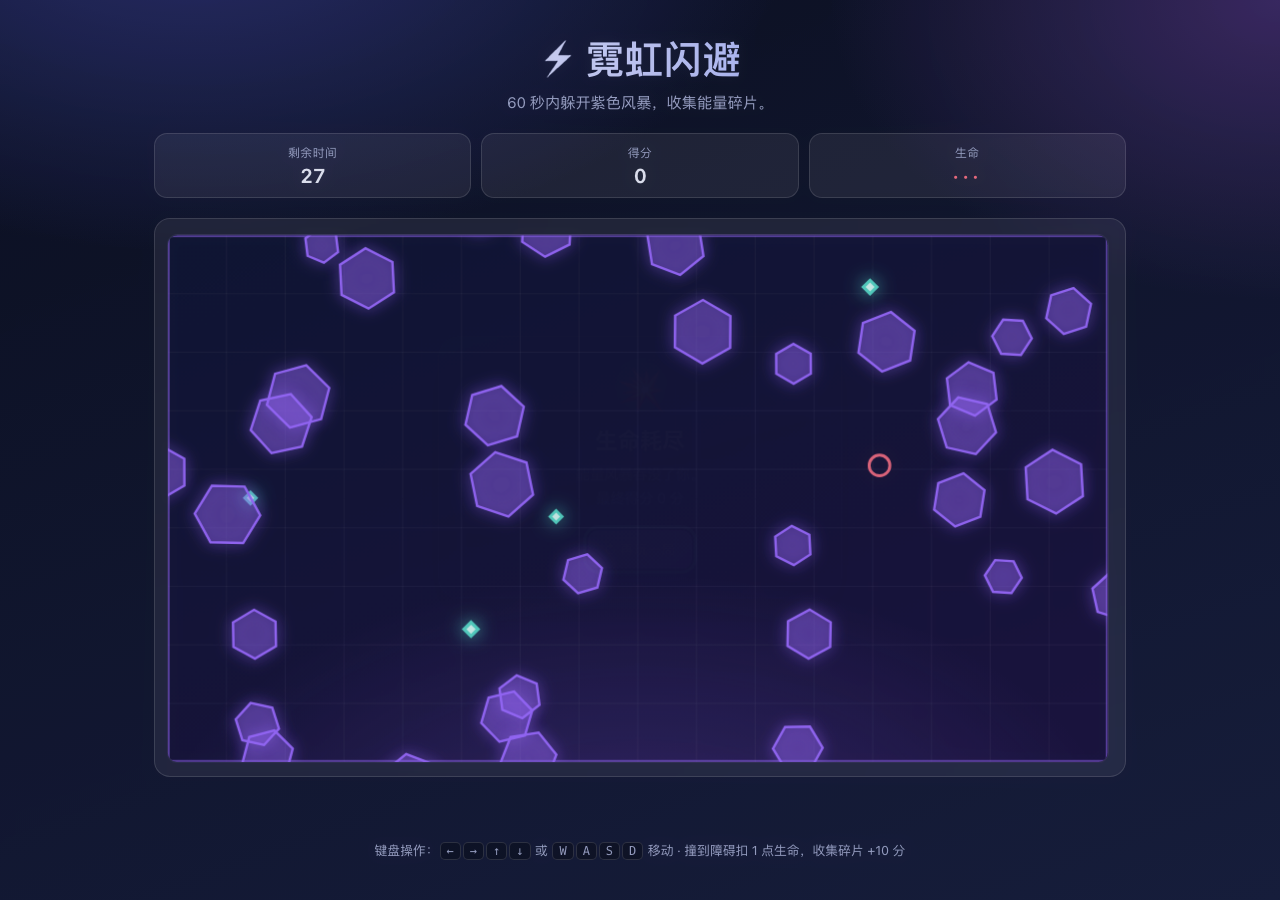 ⚡ 霓虹闪避
60 秒内躲开紫色风暴，收集能量碎片。
剩余时间
27
得分
0
生命
···
键盘操作： ← → ↑ ↓ 或 W A S D 移动 · 撞到障碍扣 1 点生命，收集碎片 +10 分